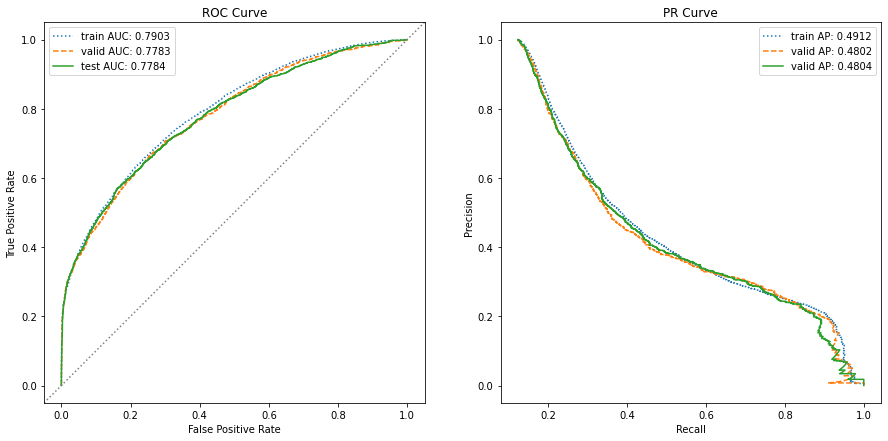 ROC Curve
train AUC: 0.7903
valid AUC: 0.7783
test AUC: 0.7784
1.0
0.8
0.6
0.4
0.2
0.0
True Positive Rate
0.0 0.2 0.4 0.6 0.8 1.0
False Positive Rate
PR Curve
train AP: 0.4912
valid AP: 0.4802
valid AP: 0.4804
1.0
0.8
0.6
0.4
0.2
0.0
Precision
0.2 0.4 0.6 0.8 1.0
Recall